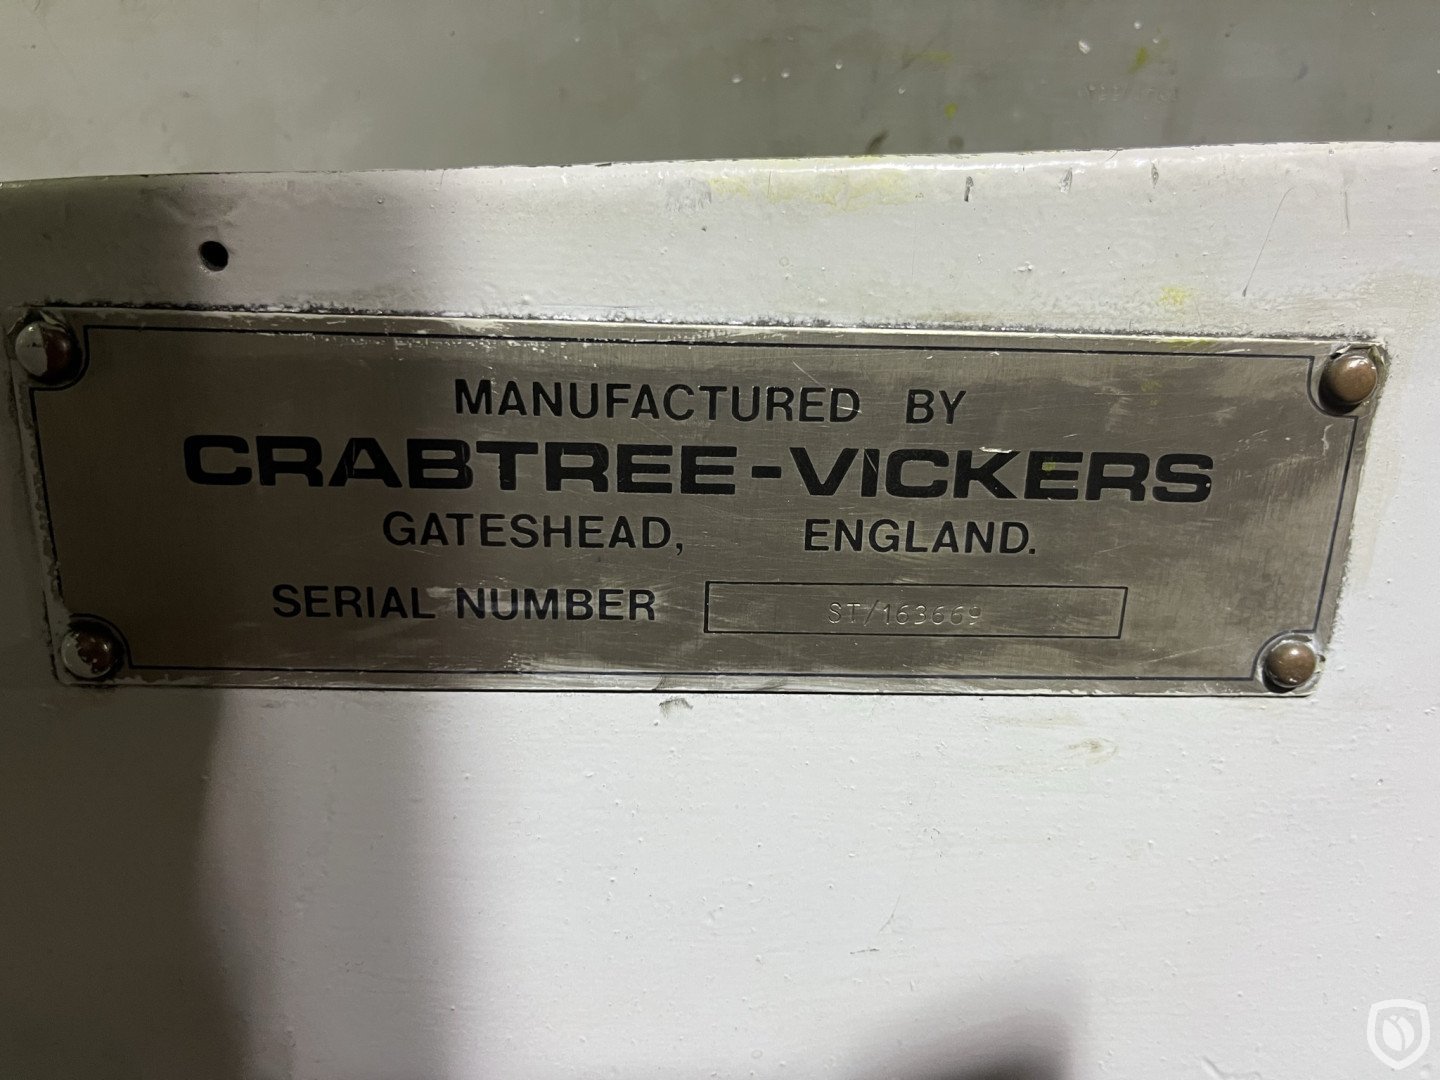 MANUFACTURED BY
CRABTREE-VICKERS
GATESHEAD, ENGLAND.
SERIAL NUMBER ST/163669